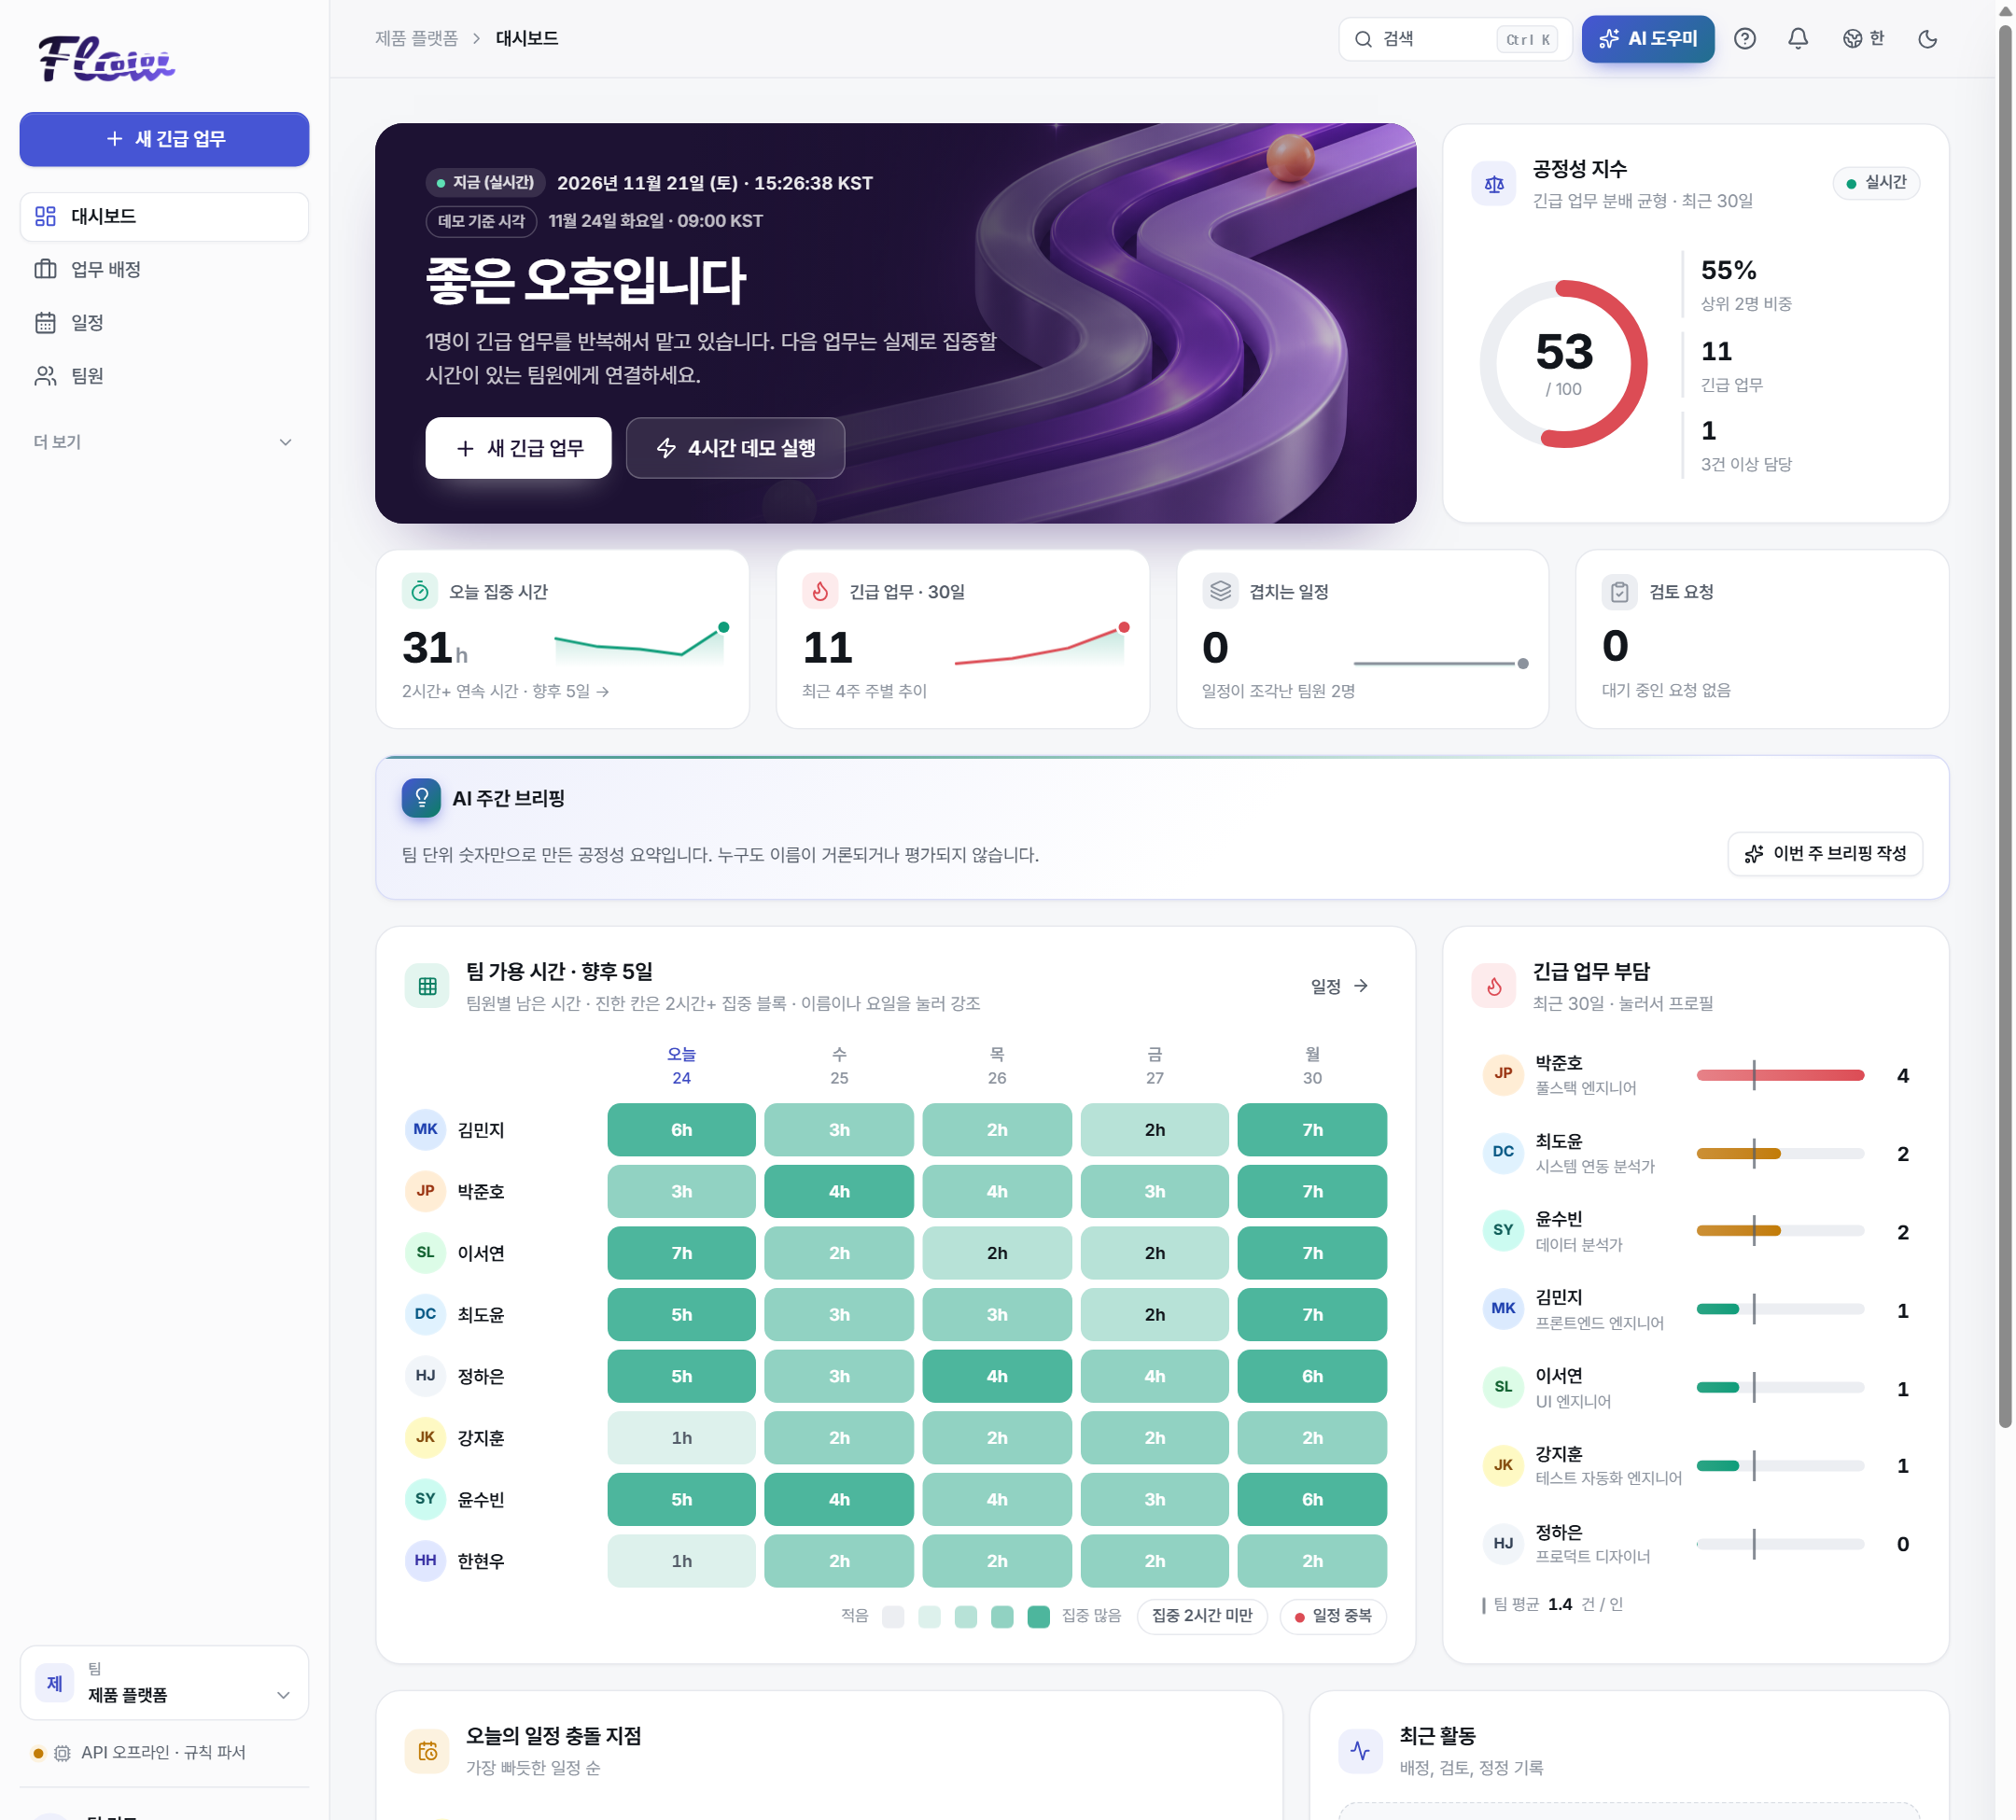 Flow
새 긴급 업무
대시보드
업무 배정
일정
팀원
더 보기
제
팀
제품 플랫폼
API 오프라인 · 규칙 파서
제품 플랫폼
대시보드
검색
Ctrl K
AI 도우미
한
지금 (실시간) 2026년 11월 21일 (토) · 15:26:38 KST
데모 기준 시각 11월 24일 화요일 · 09:00 KST
좋은 오후입니다
1명이 긴급 업무를 반복해서 맡고 있습니다. 다음 업무는 실제로 집중할
시간이 있는 팀원에게 연결하세요.
새 긴급 업무
4시간 데모 실행
공정성 지수
긴급 업무 분배 균형 · 최근 30일
실시간
53
/ 100
55%
상위 2명 비중
11
긴급 업무
1
3건 이상 담당
오늘 집중 시간
31h
2시간+ 연속 시간 · 향후 5일 →
긴급 업무 · 30일
11
최근 4주 주별 추이
겹치는 일정
0
일정이 조각난 팀원 2명
검토 요청
0
대기 중인 요청 없음
AI 주간 브리핑
팀 단위 숫자만으로 만든 공정성 요약입니다. 누구도 이름이 거론되거나 평가되지 않습니다.
이번 주 브리핑 작성
팀 가용 시간 · 향후 5일
팀원별 남은 시간 · 진한 칸은 2시간+ 집중 블록 · 이름이나 요일을 눌러 강조
일정 →
오늘 수 목 금 월
24 25 26 27 30
MK 김민지 6h 3h 2h 2h 7h
JP 박준호 3h 4h 4h 3h 7h
SL 이서연 7h 2h 2h 2h 7h
DC 최도윤 5h 3h 3h 2h 7h
HJ 정하은 5h 3h 4h 4h 6h
JK 강지훈 1h 2h 2h 2h 2h
SY 윤수빈 5h 4h 4h 3h 6h
HH 한현우 1h 2h 2h 2h 2h
적음 집중 많음 집중 2시간 미만 일정 중복
긴급 업무 부담
최근 30일 · 눌러서 프로필
JP 박준호 4
풀스택 엔지니어
DC 최도윤 2
시스템 연동 분석가
SY 윤수빈 2
데이터 분석가
MK 김민지 1
프론트엔드 엔지니어
SL 이서연 1
UI 엔지니어
JK 강지훈 1
테스트 자동화 엔지니어
HJ 정하은 0
프로덕트 디자이너
팀 평균 1.4 건 / 인
오늘의 일정 충돌 지점
가장 빠듯한 일정 순
최근 활동
배정, 검토, 정정 기록